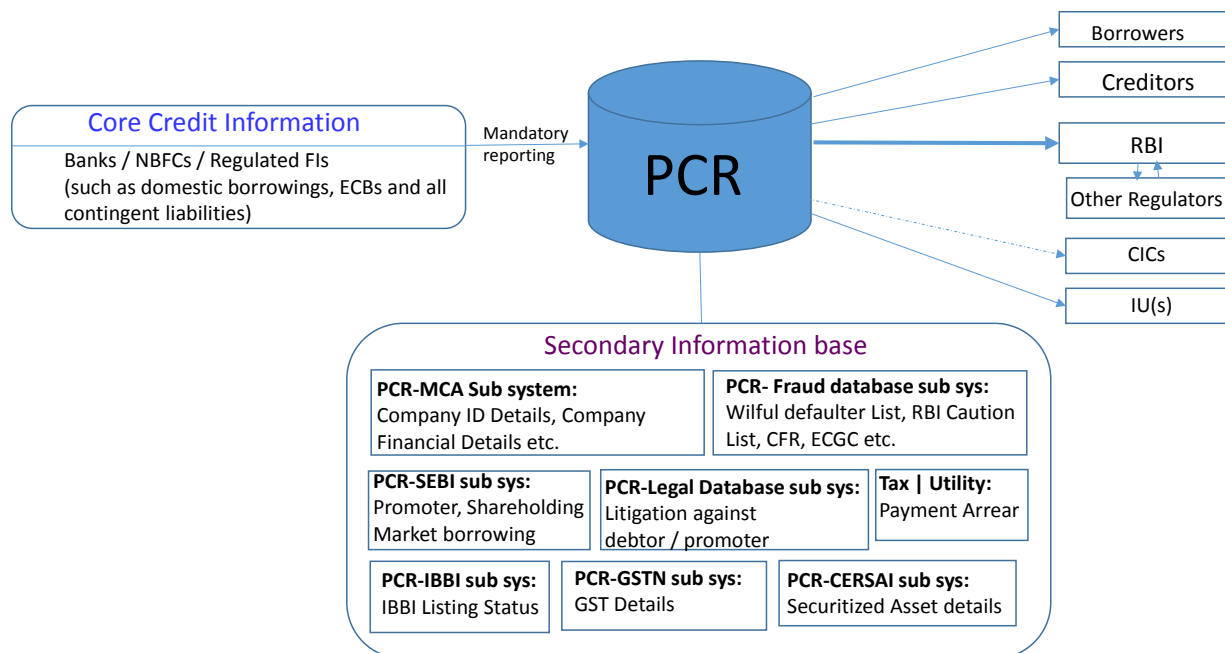 Core Credit Information
Banks / NBFCs / Regulated FIs
(such as domestic borrowings, ECBs and all
contingent liabilities)
Mandatory
reporting
PCR
Borrowers
Creditors
RBI
Other Regulators
CICs
IU(s)
Secondary Information base
PCR-MCA Sub system:
Company ID Details, Company
Financial Details etc.
PCR- Fraud database sub sys:
Wilful defaulter List, RBI Caution
List, CFR, ECGC etc.
PCR-SEBI sub sys:
Promoter, Shareholding
Market borrowing
PCR-Legal Database sub sys:
Litigation against
debtor / promoter
Tax | Utility:
Payment Arrear
PCR-IBBI sub sys:
IBBI Listing Status
PCR-GSTN sub sys:
GST Details
PCR-CERSAI sub sys:
Securitized Asset details